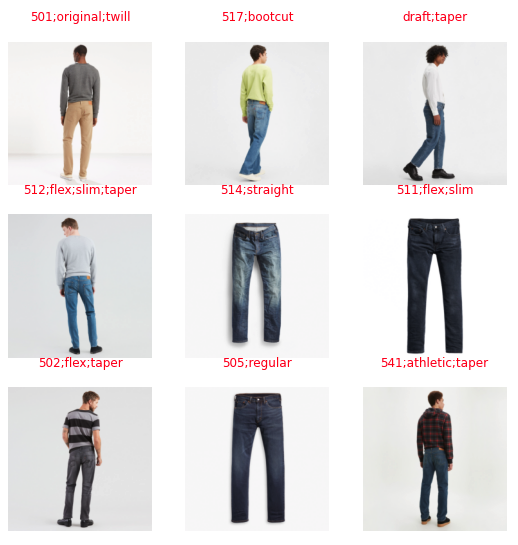 501;original;twill
517;bootcut
draft;taper
512;flex;slim;taper
514;straight
511;flex;slim
502;flex;taper
505;regular
541;athletic;taper